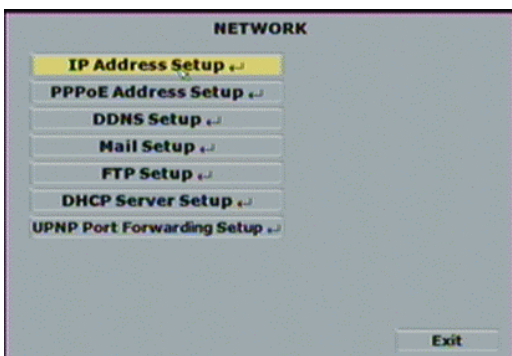 NETWORK
IP Address Setup ↵
PPPoE Address Setup ↵
DDNS Setup ↵
Mail Setup ↵
FTP Setup ↵
DHCP Server Setup ↵
UPNP Port Forwarding Setup ↵
Exit